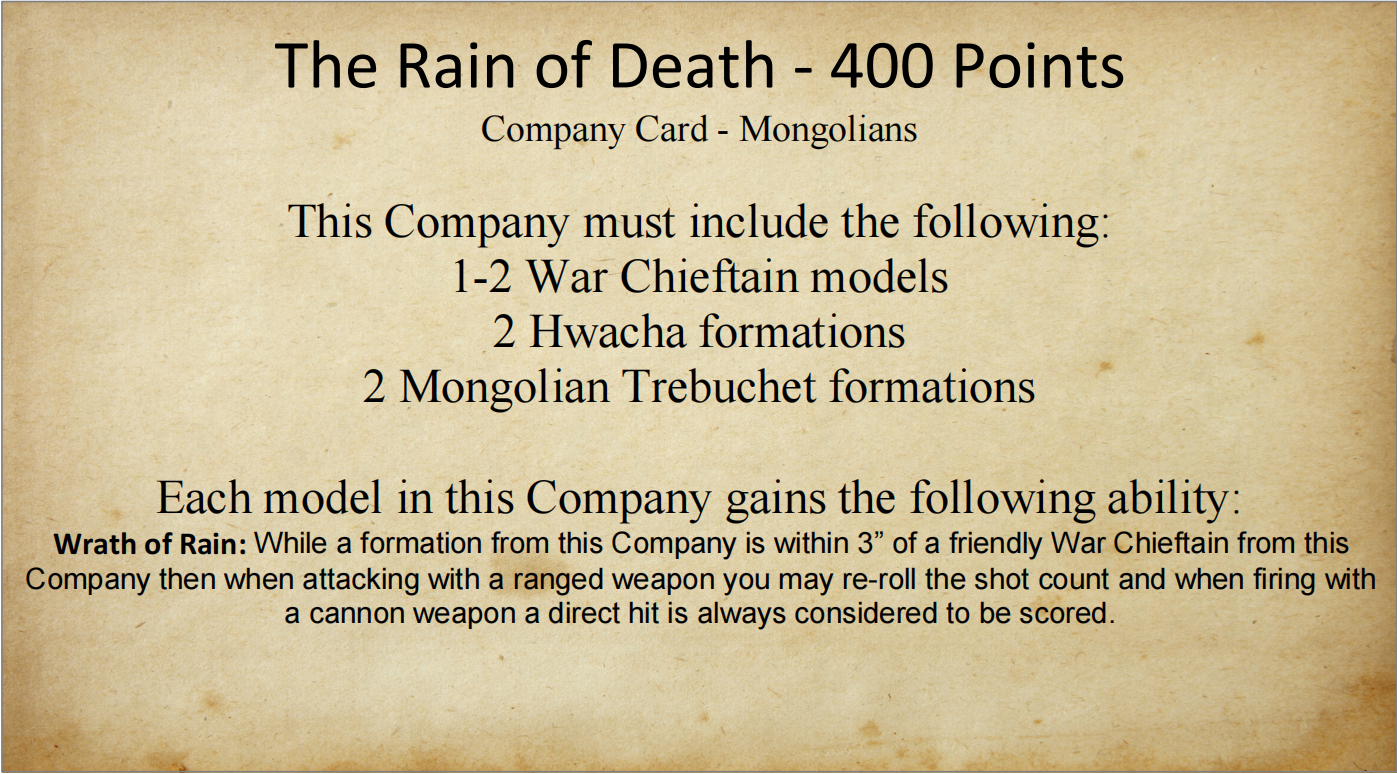 The Rain of Death - 400 Points
Company Card - Mongolians
This Company must include the following:
1-2 War Chieftain models
2 Hwacha formations
2 Mongolian Trebuchet formations
Each model in this Company gains the following ability:
Wrath of Rain: While a formation from this Company is within 3” of a friendly War Chieftain from this
Company then when attacking with a ranged weapon you may re-roll the shot count and when firing with
a cannon weapon a direct hit is always considered to be scored.